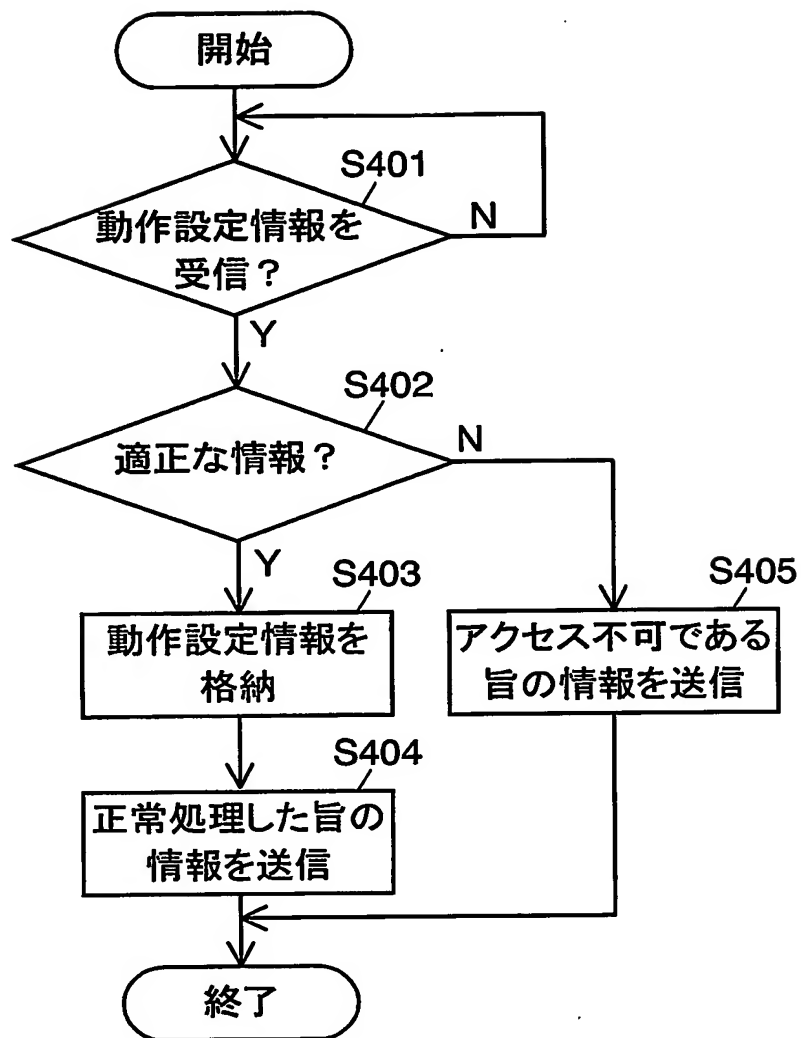 開始
S401
動作設定情報を
受信？
N
Y
S402
適正な情報？
N
Y
S403
動作設定情報を
格納
S405
アクセス不可である
旨の情報を送信
S404
正常処理した旨の
情報を送信
終了